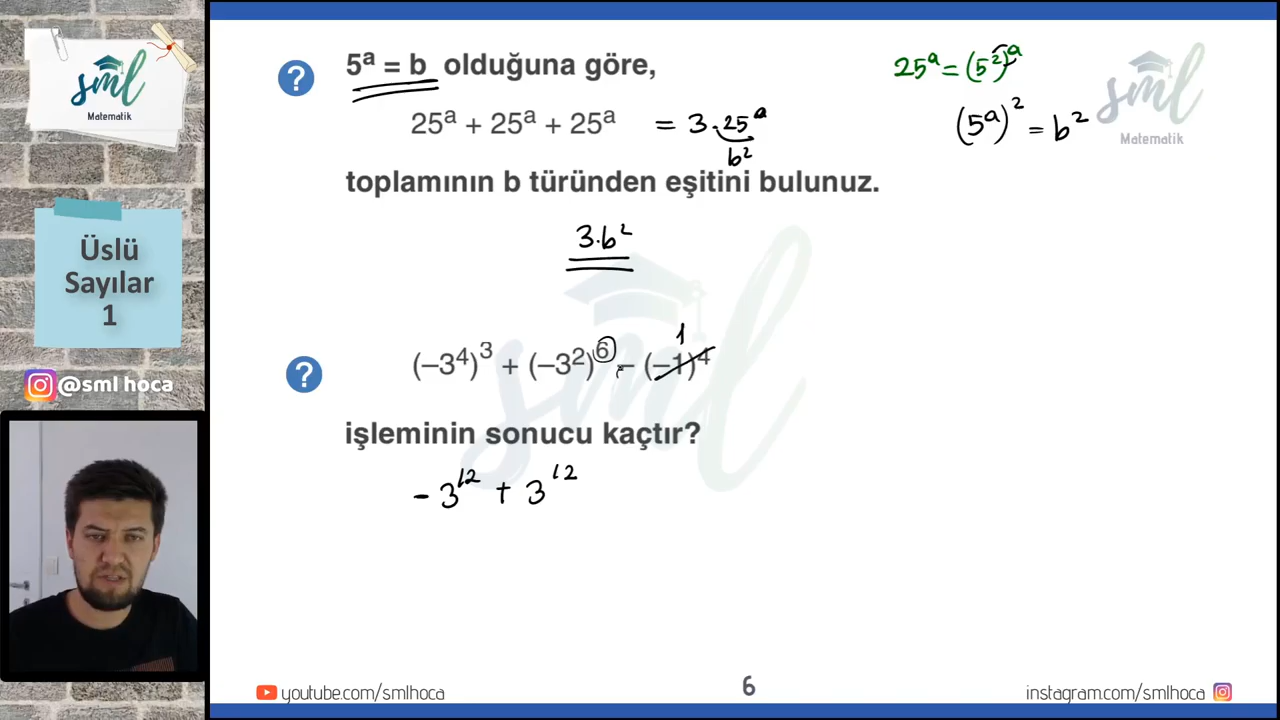 sml
Matematik
Üslü
Sayılar
1
@sml hoca
5ᵃ = b olduğuna göre,
25ᵃ + 25ᵃ + 25ᵃ = 3·25ᵃ
b²
25ᵃ = (5²)ᵃ
(5ᵃ)² = b²
sml
Matematik
toplamının b türünden eşitini bulunuz.
3·b²
sml
1
(−3⁴)³ + (−3²)⁶ − (−1)⁴
işleminin sonucu kaçtır?
-3¹² + 3¹²
youtube.com/smlhoca
6
instagram.com/smlhoca